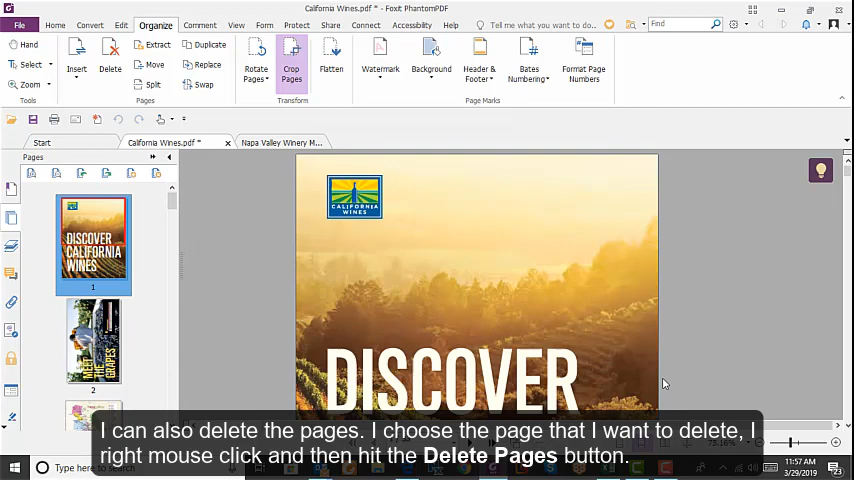 California Wines.pdf * - Foxit PhantomPDF
File Home Convert Edit Organize Comment View Form Protect Share Connect Accessibility Help Tell me what you want to do... Find
Hand Select Zoom
Tools
Insert Delete Extract Move Split Duplicate Replace Swap
Pages
Rotate Pages Crop Pages Flatten
Transform
Watermark Background Header & Footer Bates Numbering Format Page Numbers
Page Marks
Start California Wines.pdf * Napa Valley Winery M...
Pages
CALIFORNIA
WINES
DISCOVER
CALIFORNIA
WINES
1
MEET
THE
GRAPES
2
DISCOVER
I can also delete the pages. I choose the page that I want to delete, I
right mouse click and then hit the Delete Pages button.
Type here to search
11:57 AM
3/29/2019
23